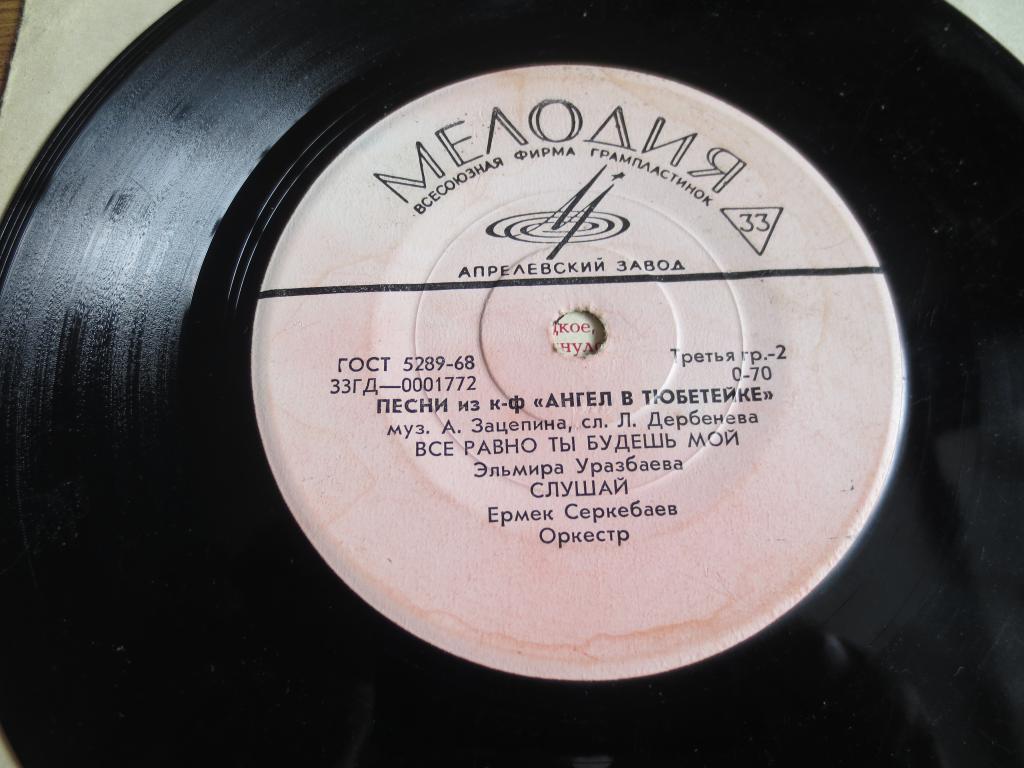 МЕЛОДИЯ
ВСЕСОЮЗНАЯ ФИРМА ГРАМПЛАСТИНОК
33
АПРЕЛЕВСКИЙ ЗАВОД
ГОСТ 5289-68
Третья гр.-2
33ГД—0001772
0-70
ПЕСНИ из к-ф «АНГЕЛ В ТЮБЕТЕЙКЕ»
муз. А. Зацепина, сл. Л. Дербенева
ВСЕ РАВНО ТЫ БУДЕШЬ МОЙ
Эльмира Уразбаева
СЛУШАЙ
Ермек Серкебаев
Оркестр